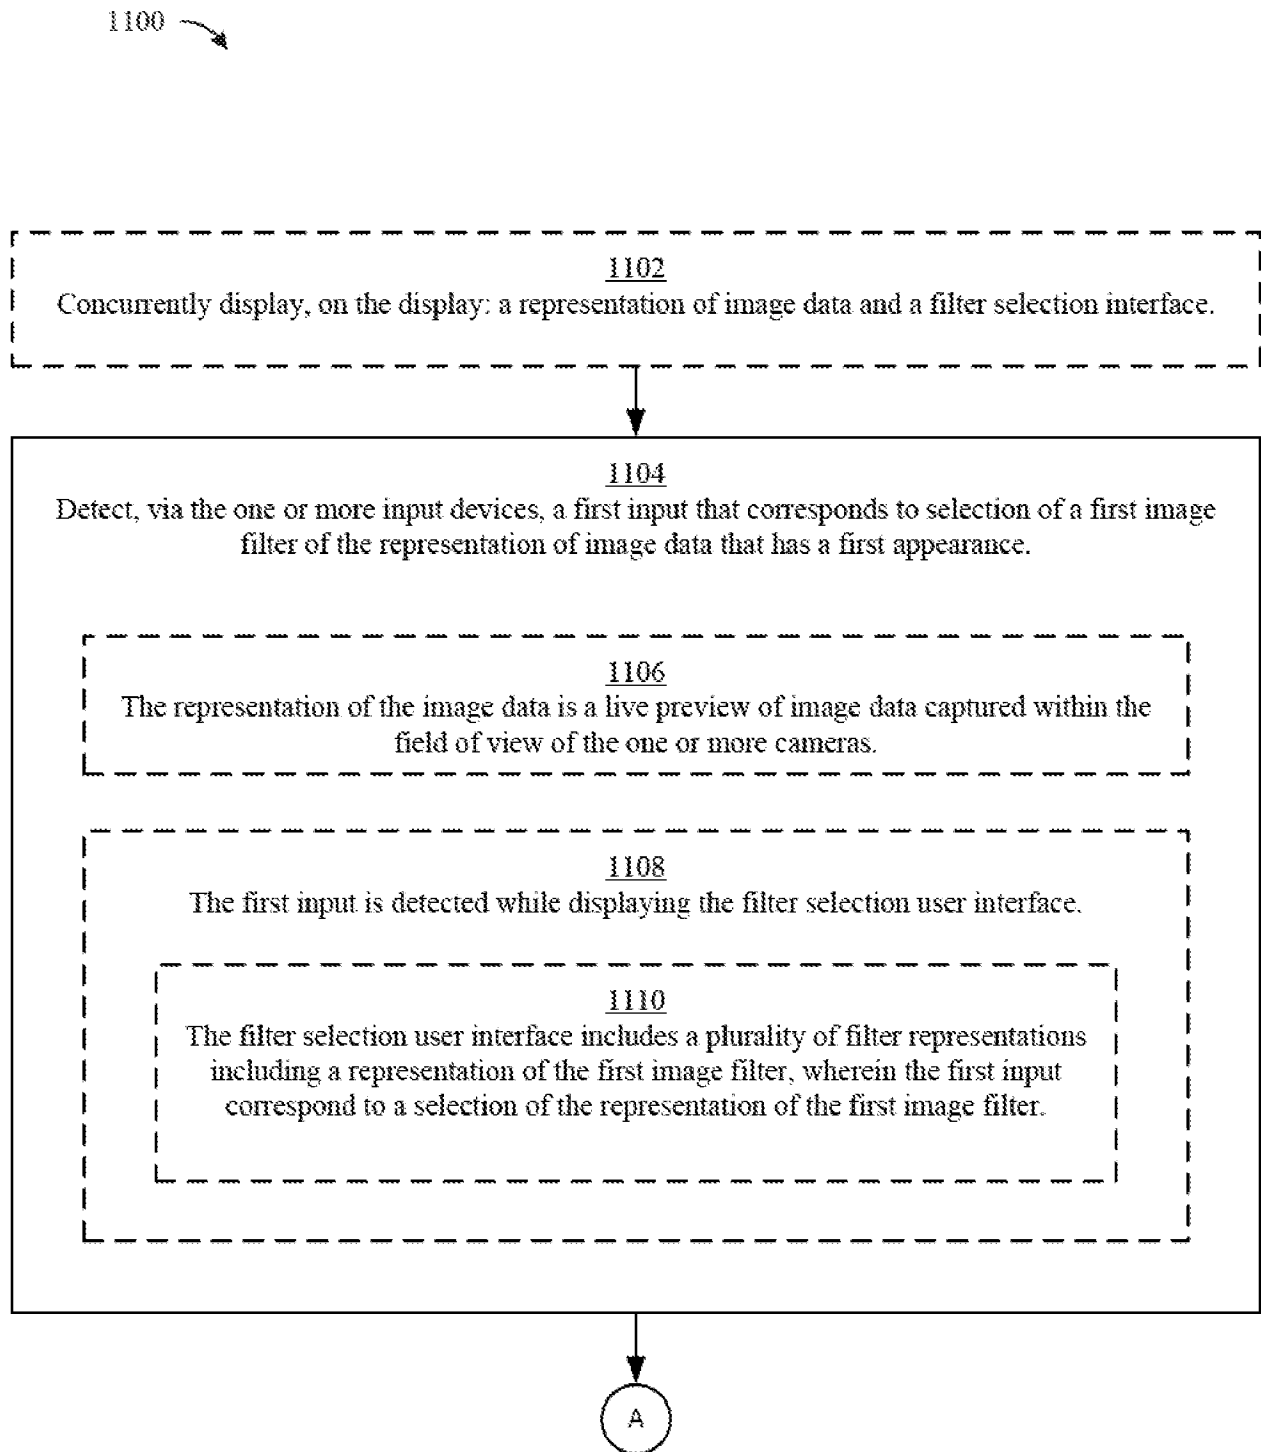 1100
1102
Concurrently display, on the display: a representation of image data and a filter selection interface.
1104
Detect, via the one or more input devices, a first input that corresponds to selection of a first image
filter of the representation of image data that has a first appearance.
1106
The representation of the image data is a live preview of image data captured within the
field of view of the one or more cameras.
1108
The first input is detected while displaying the filter selection user interface.
1110
The filter selection user interface includes a plurality of filter representations
including a representation of the first image filter, wherein the first input
correspond to a selection of the representation of the first image filter.
A